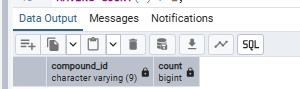 Data Output Messages Notifications
SQL
compound_id count
character varying (9) bigint